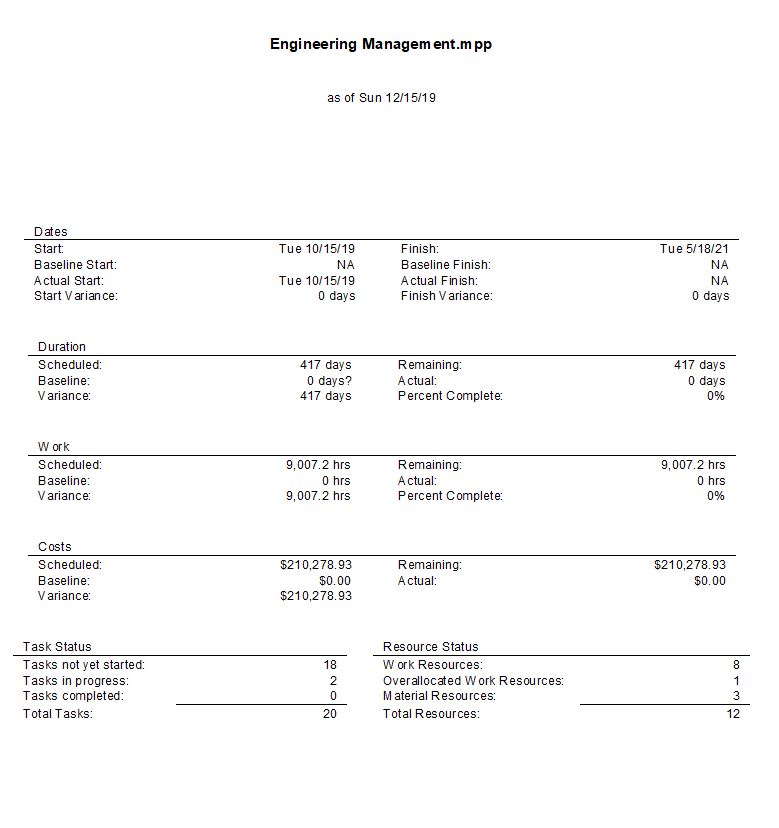 Engineering Management.mpp
as of Sun 12/15/19
Dates
Start: Tue 10/15/19 Finish: Tue 5/18/21
Baseline Start: NA Baseline Finish: NA
Actual Start: Tue 10/15/19 Actual Finish: NA
Start Variance: 0 days Finish Variance: 0 days
Duration
Scheduled: 417 days Remaining: 417 days
Baseline: 0 days? Actual: 0 days
Variance: 417 days Percent Complete: 0%
Work
Scheduled: 9,007.2 hrs Remaining: 9,007.2 hrs
Baseline: 0 hrs Actual: 0 hrs
Variance: 9,007.2 hrs Percent Complete: 0%
Costs
Scheduled: $210,278.93 Remaining: $210,278.93
Baseline: $0.00 Actual: $0.00
Variance: $210,278.93
Task Status Resource Status
Tasks not yet started: 18 Work Resources: 8
Tasks in progress: 2 Overallocated Work Resources: 1
Tasks completed: 0 Material Resources: 3
Total Tasks: 20 Total Resources: 12